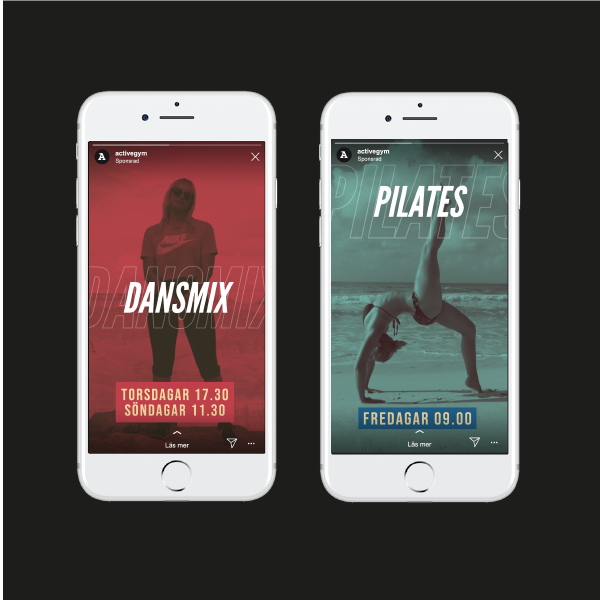 activegym
Sponsrad
DANSMIX
DANSMIX
TORSDAGAR 17.30
SÖNDAGAR 11.30
Läs mer
activegym
Sponsrad
PILATES
PILATES
FREDAGAR 09.00
Läs mer